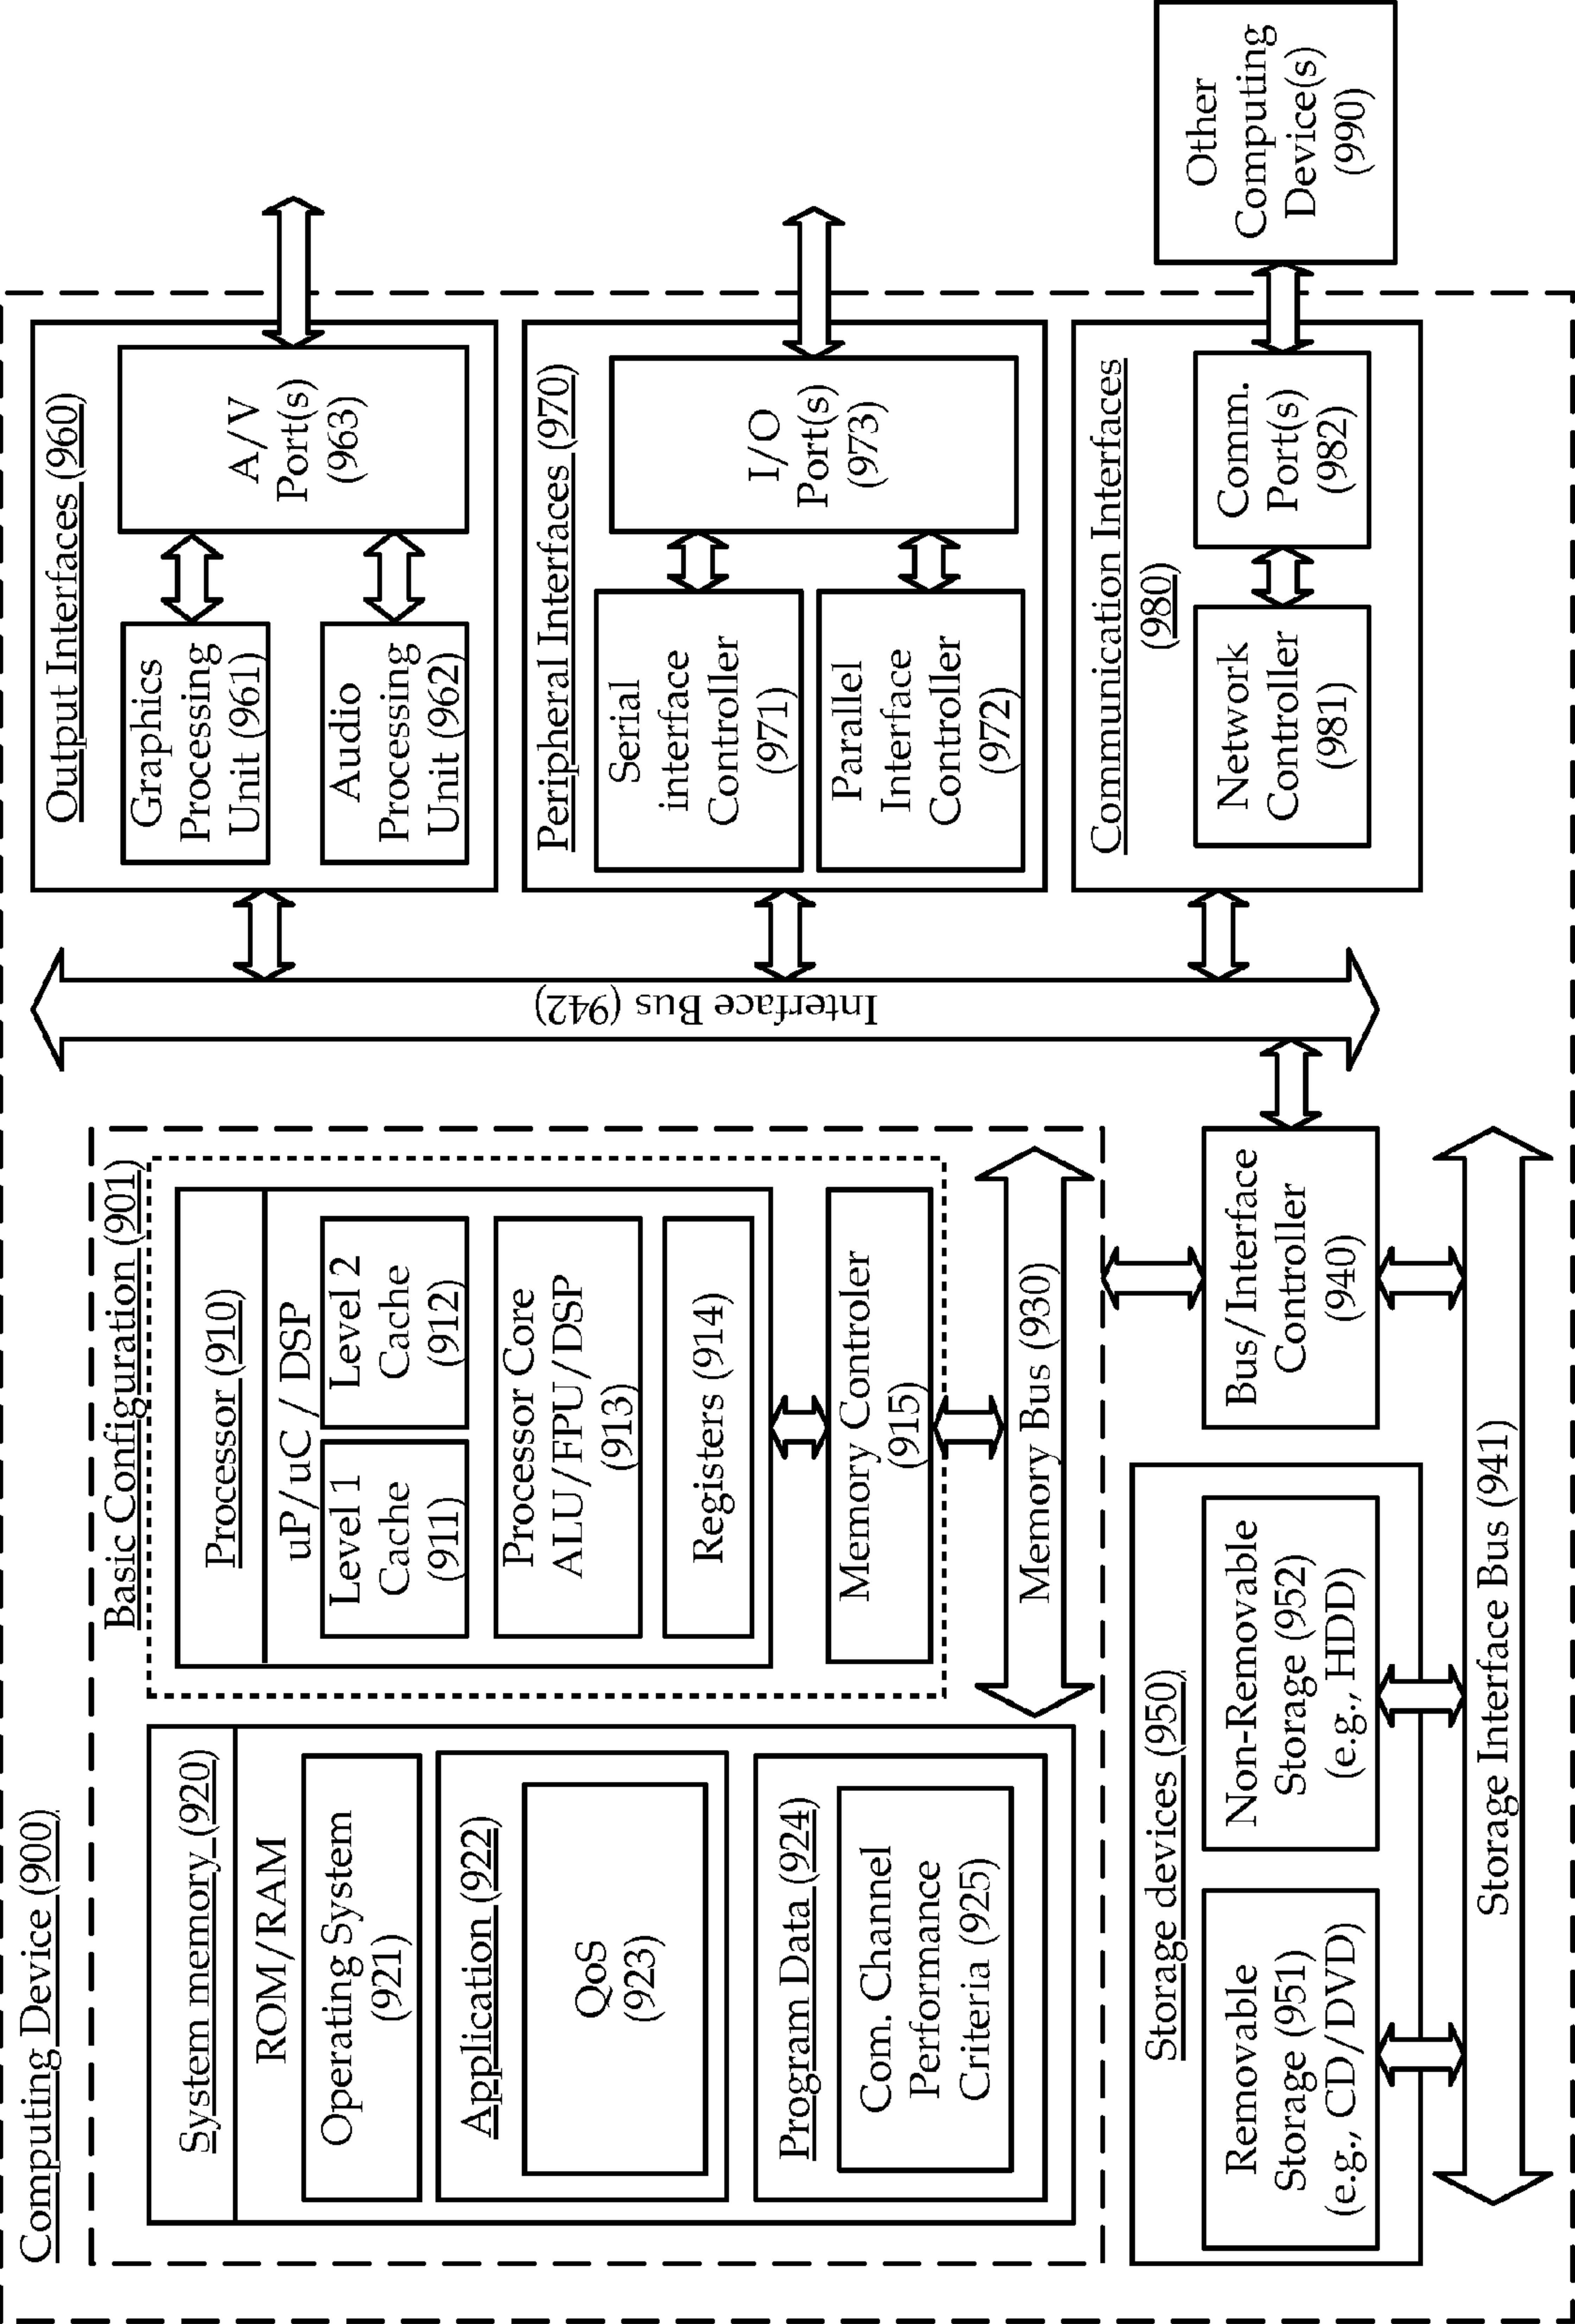 Computing Device (900)
Basic Configuration (901)
System memory (920)
ROM/RAM
Operating System
(921)
Application (922)
QoS
(923)
Program Data (924)
Com. Channel
Performance
Criteria (925)
Processor (910)
uP/uC / DSP
Level 1
Cache
(911)
Level 2
Cache
(912)
Processor Core
ALU/FPU/DSP
(913)
Registers (914)
Memory Controler
(915)
Memory Bus (930)
Bus/Interface
Controller
(940)
Storage devices (950)
Removable
Storage (951)
(e.g., CD/DVD)
Non-Removable
Storage (952)
(e.g., HDD)
Storage Interface Bus (941)
Interface Bus (942)
Output Interfaces (960)
Graphics
Processing
Unit (961)
Audio
Processing
Unit (962)
A/V
Port(s)
(963)
Peripheral Interfaces (970)
Serial
interface
Controller
(971)
Parallel
Interface
Controller
(972)
I/O
Port(s)
(973)
Communication Interfaces
(980)
Network
Controller
(981)
Comm.
Port(s)
(982)
Other
Computing
Device(s)
(990)